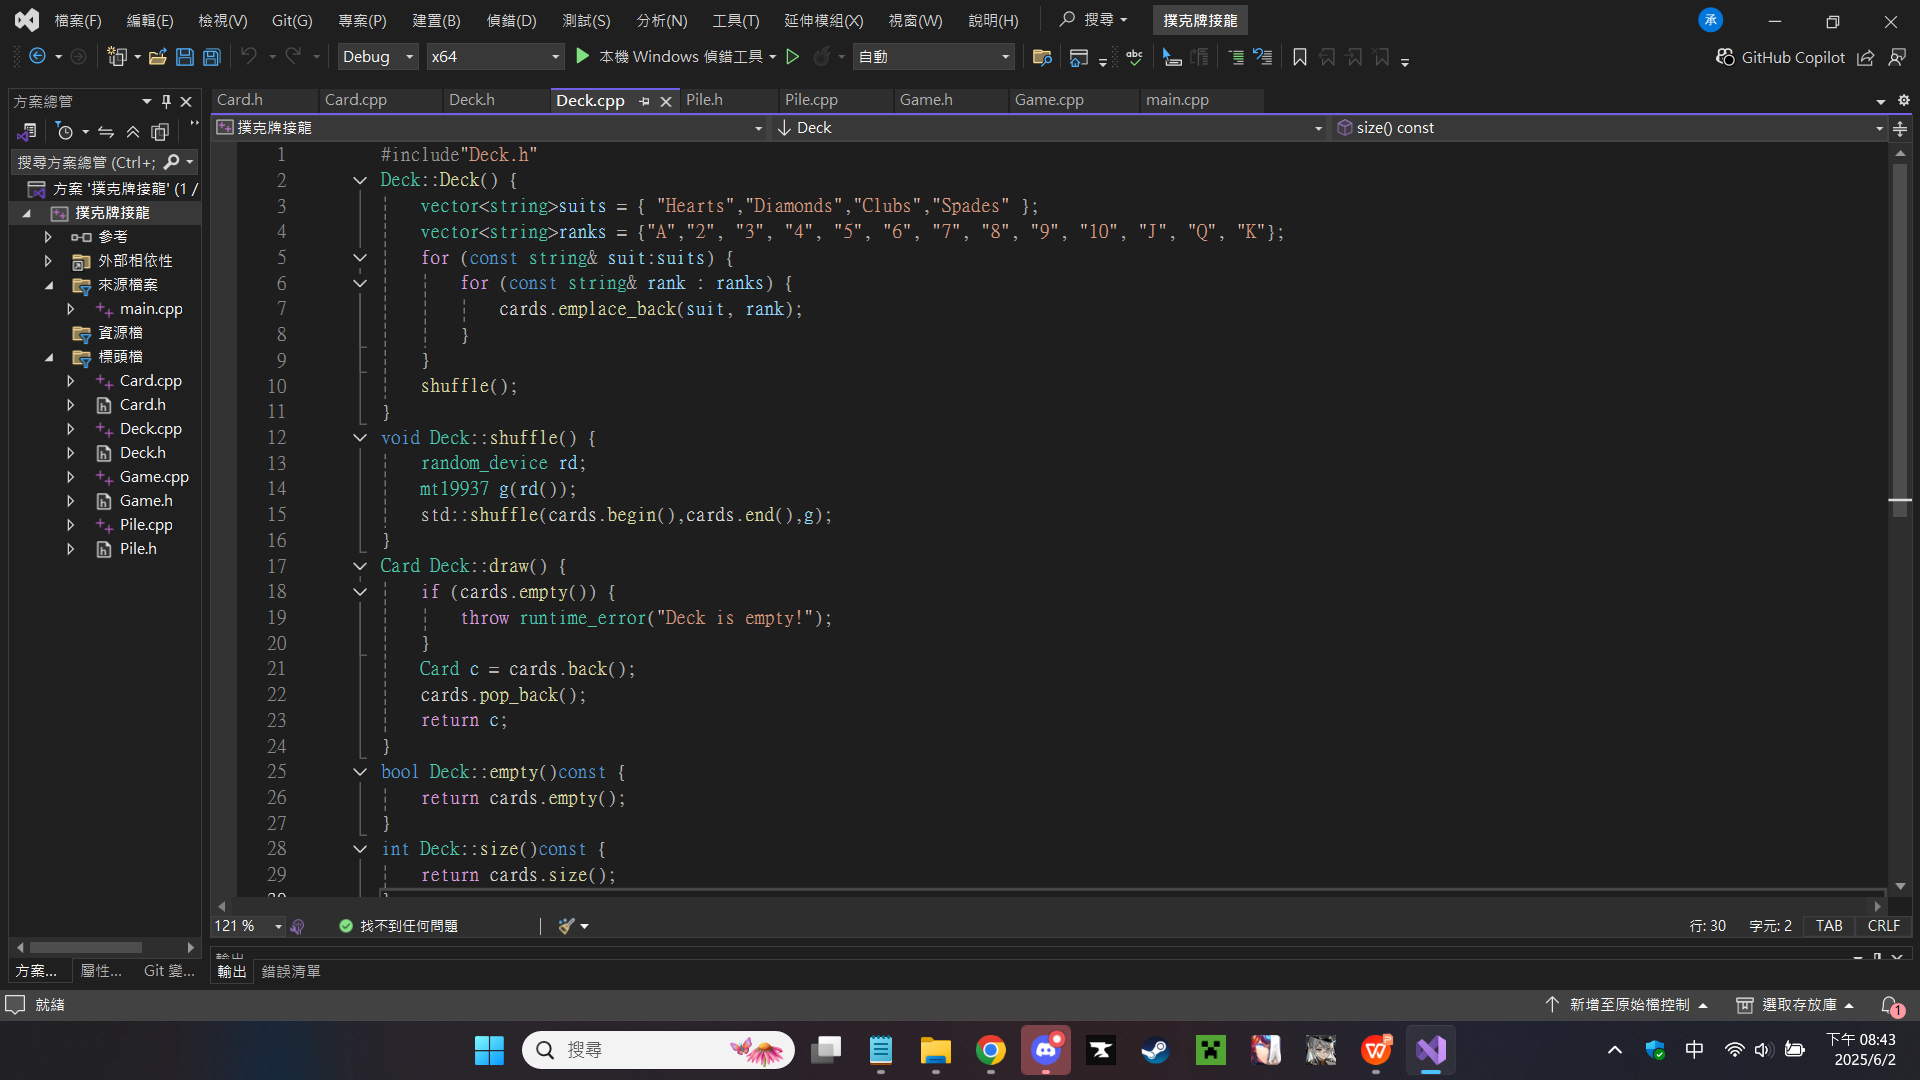 檔案(F) 編輯(E) 檢視(V) Git(G) 專案(P) 建置(B) 偵錯(D) 測試(S) 分析(N) 工具(T) 延伸模組(X) 視窗(W) 說明(H) 搜尋 撲克牌接龍 承
Debug x64 本機 Windows 偵錯工具 自動 GitHub Copilot
方案總管
搜尋方案總管 (Ctrl+;
方案 '撲克牌接龍' (1 /
撲克牌接龍
參考
外部相依性
來源檔案
main.cpp
資源檔
標頭檔
Card.cpp
Card.h
Deck.cpp
Deck.h
Game.cpp
Game.h
Pile.cpp
Pile.h
方案... 屬性... Git 變...
Card.h Card.cpp Deck.h Deck.cpp Pile.h Pile.cpp Game.h Game.cpp main.cpp
撲克牌接龍 Deck size() const
1 #include"Deck.h"
2 Deck::Deck() {
3 vector<string>suits = { "Hearts","Diamonds","Clubs","Spades" };
4 vector<string>ranks = {"A","2", "3", "4", "5", "6", "7", "8", "9", "10", "J", "Q", "K"};
5 for (const string& suit:suits) {
6 for (const string& rank : ranks) {
7 cards.emplace_back(suit, rank);
8 }
9 }
10 shuffle();
11 }
12 void Deck::shuffle() {
13 random_device rd;
14 mt19937 g(rd());
15 std::shuffle(cards.begin(),cards.end(),g);
16 }
17 Card Deck::draw() {
18 if (cards.empty()) {
19 throw runtime_error("Deck is empty!");
20 }
21 Card c = cards.back();
22 cards.pop_back();
23 return c;
24 }
25 bool Deck::empty()const {
26 return cards.empty();
27 }
28 int Deck::size()const {
29 return cards.size();
121 % 找不到任何問題 行: 30 字元: 2 TAB CRLF
輸出
輸出 錯誤清單
就緒 新增至原始檔控制 選取存放庫 1
搜尋 中 下午 08:43
2025/6/2